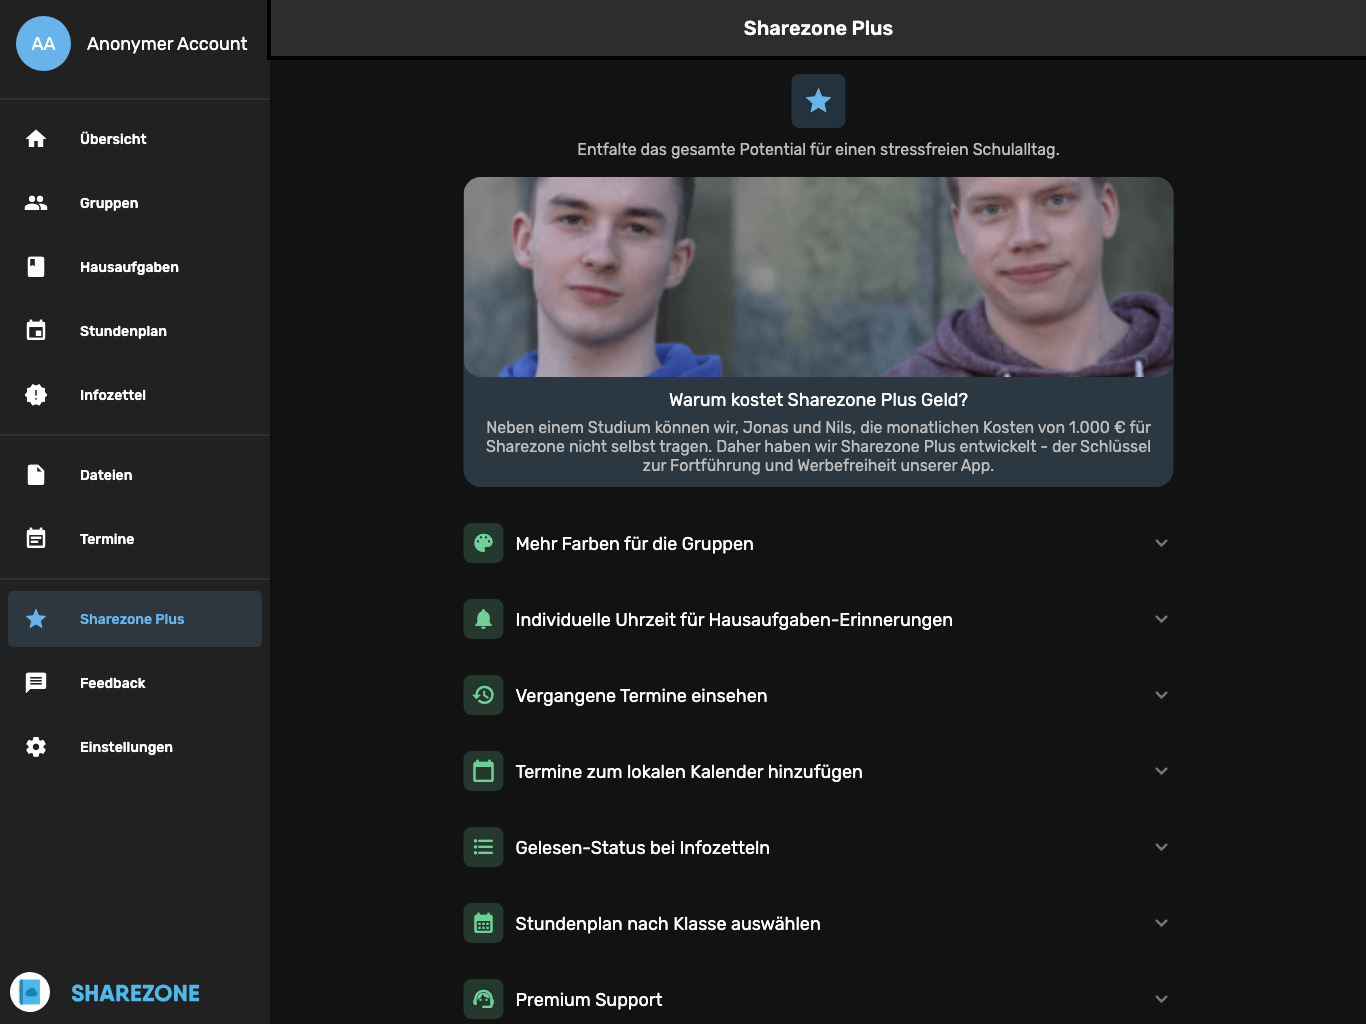 AA
Anonymer Account
Übersicht
Gruppen
Hausaufgaben
Stundenplan
Infozettel
Dateien
Termine
Sharezone Plus
Feedback
Einstellungen
SHAREZONE
Sharezone Plus
Entfalte das gesamte Potential für einen stressfreien Schulalltag.
Warum kostet Sharezone Plus Geld?
Neben einem Studium können wir, Jonas und Nils, die monatlichen Kosten von 1.000 € für
Sharezone nicht selbst tragen. Daher haben wir Sharezone Plus entwickelt - der Schlüssel
zur Fortführung und Werbefreiheit unserer App.
Mehr Farben für die Gruppen
Individuelle Uhrzeit für Hausaufgaben-Erinnerungen
Vergangene Termine einsehen
Termine zum lokalen Kalender hinzufügen
Gelesen-Status bei Infozetteln
Stundenplan nach Klasse auswählen
Premium Support